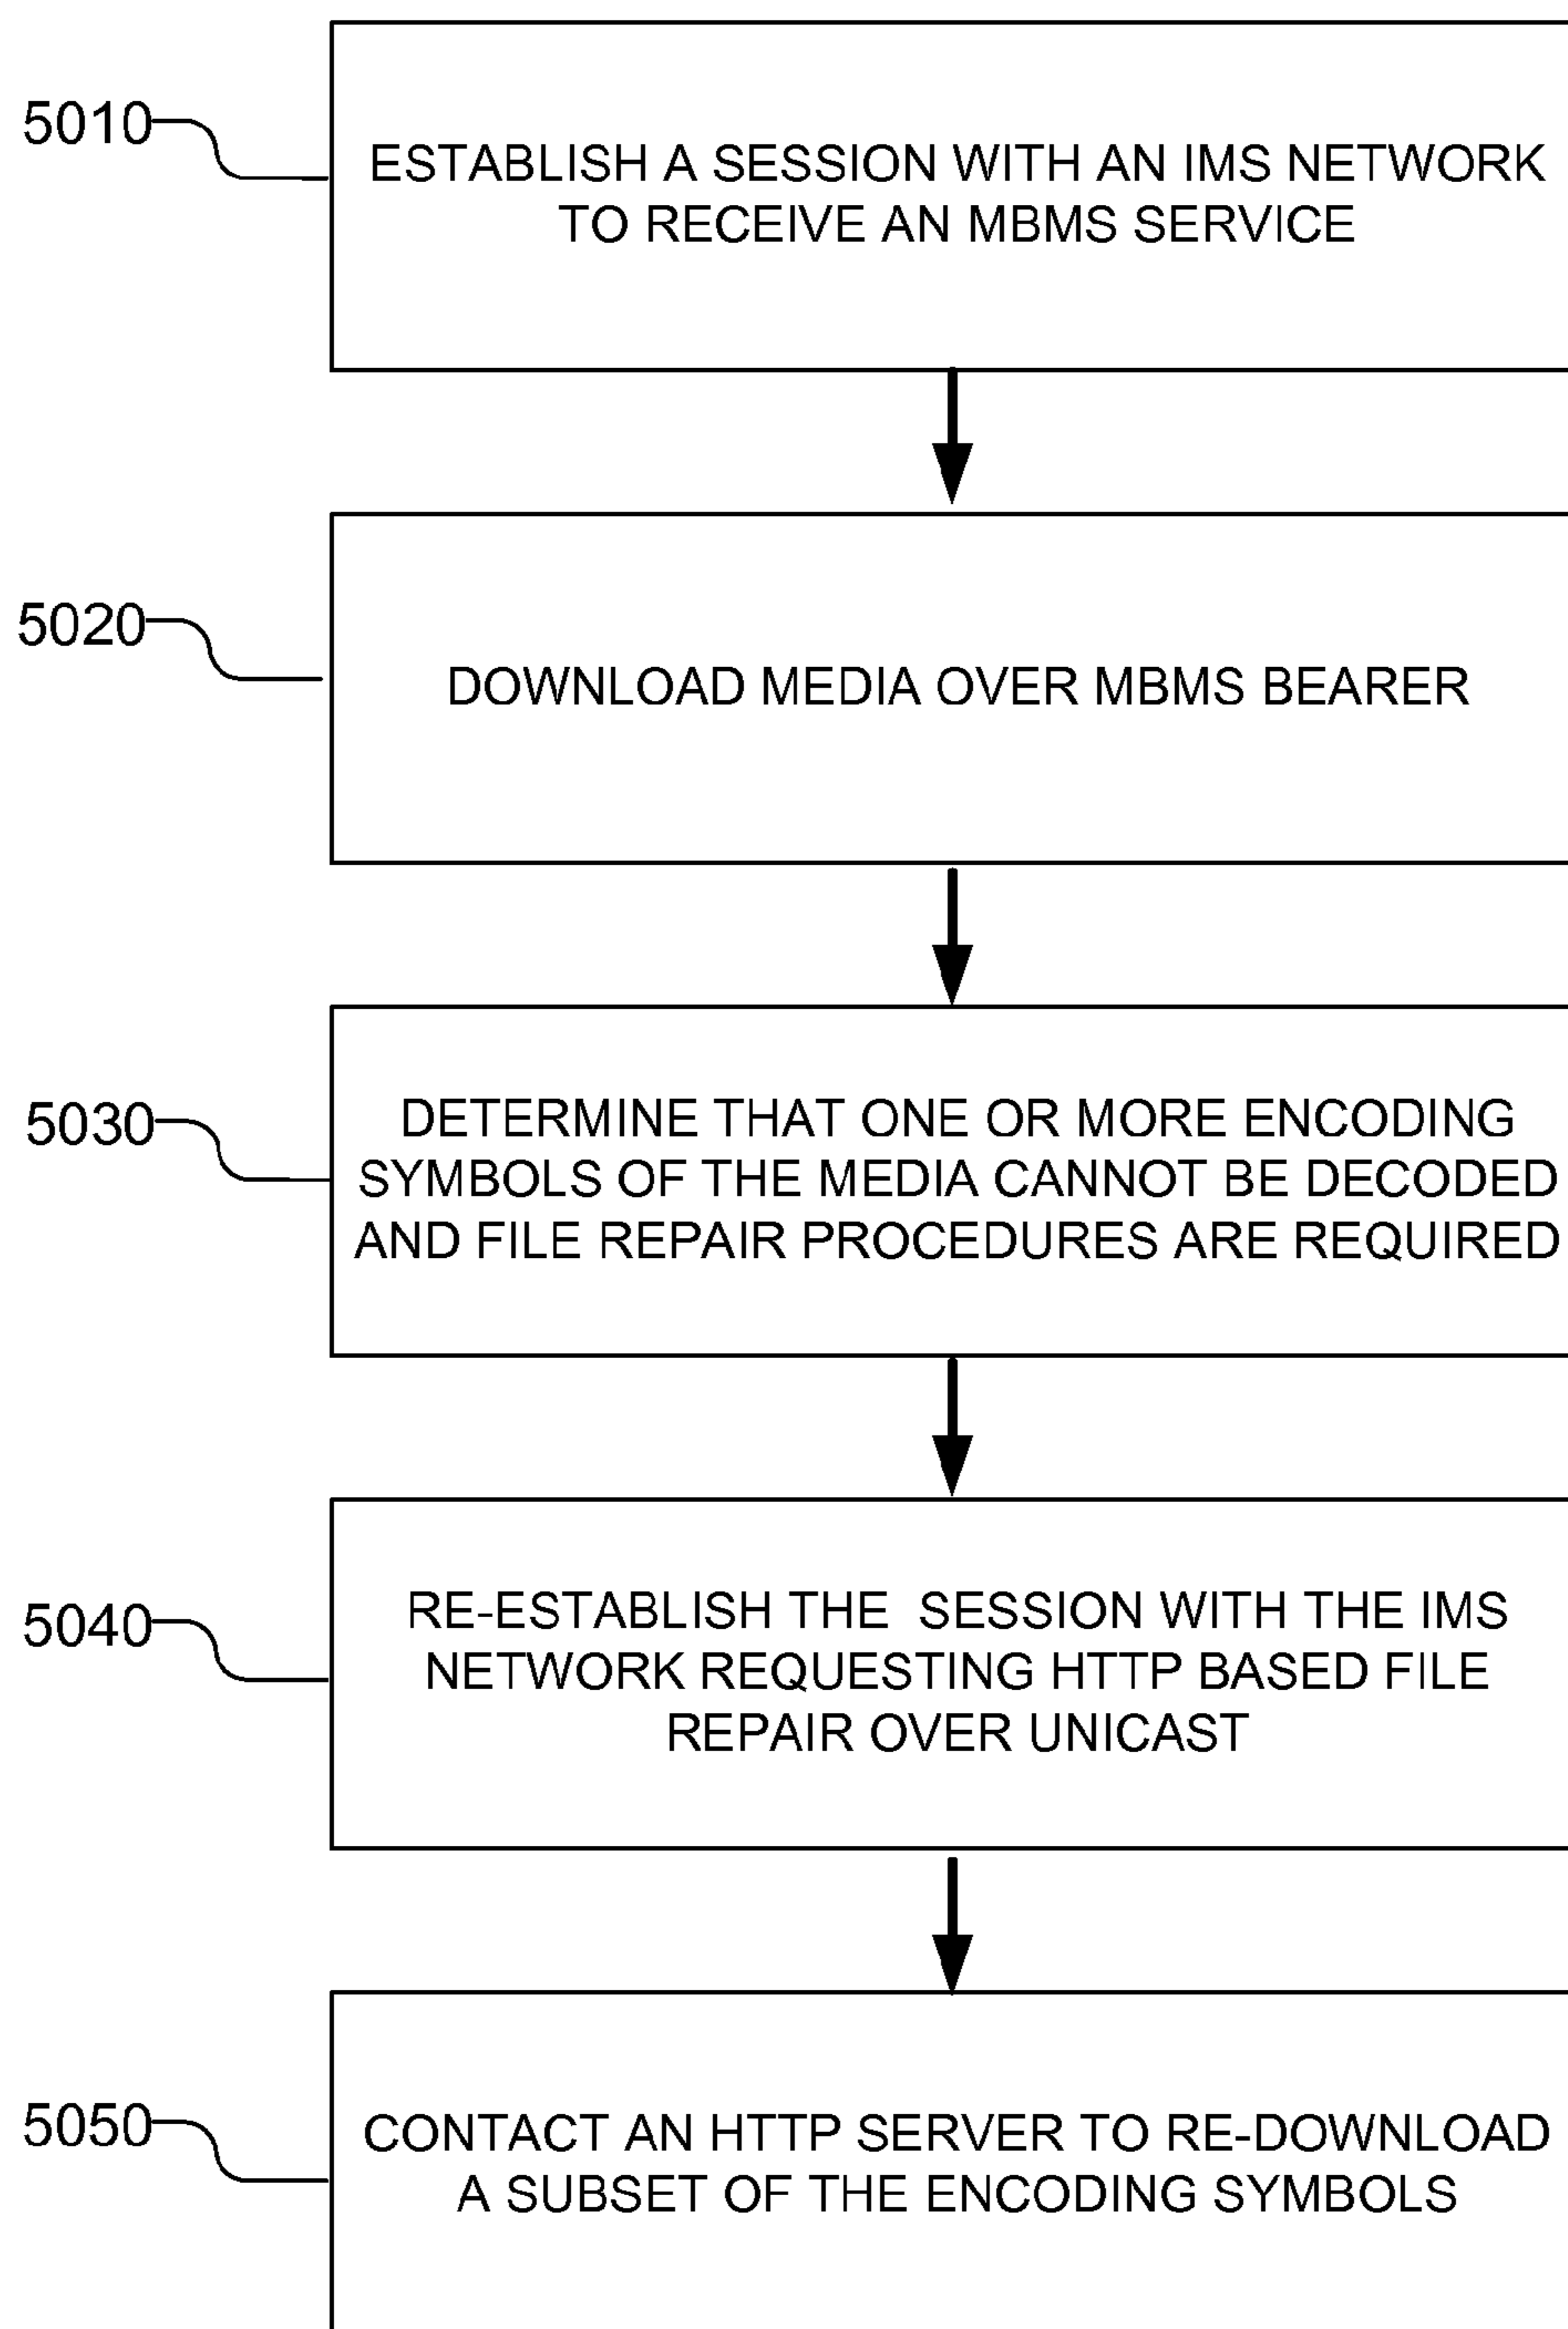 5010
ESTABLISH A SESSION WITH AN IMS NETWORK
TO RECEIVE AN MBMS SERVICE
5020
DOWNLOAD MEDIA OVER MBMS BEARER
5030
DETERMINE THAT ONE OR MORE ENCODING
SYMBOLS OF THE MEDIA CANNOT BE DECODED
AND FILE REPAIR PROCEDURES ARE REQUIRED
5040
RE-ESTABLISH THE SESSION WITH THE IMS
NETWORK REQUESTING HTTP BASED FILE
REPAIR OVER UNICAST
5050
CONTACT AN HTTP SERVER TO RE-DOWNLOAD
A SUBSET OF THE ENCODING SYMBOLS